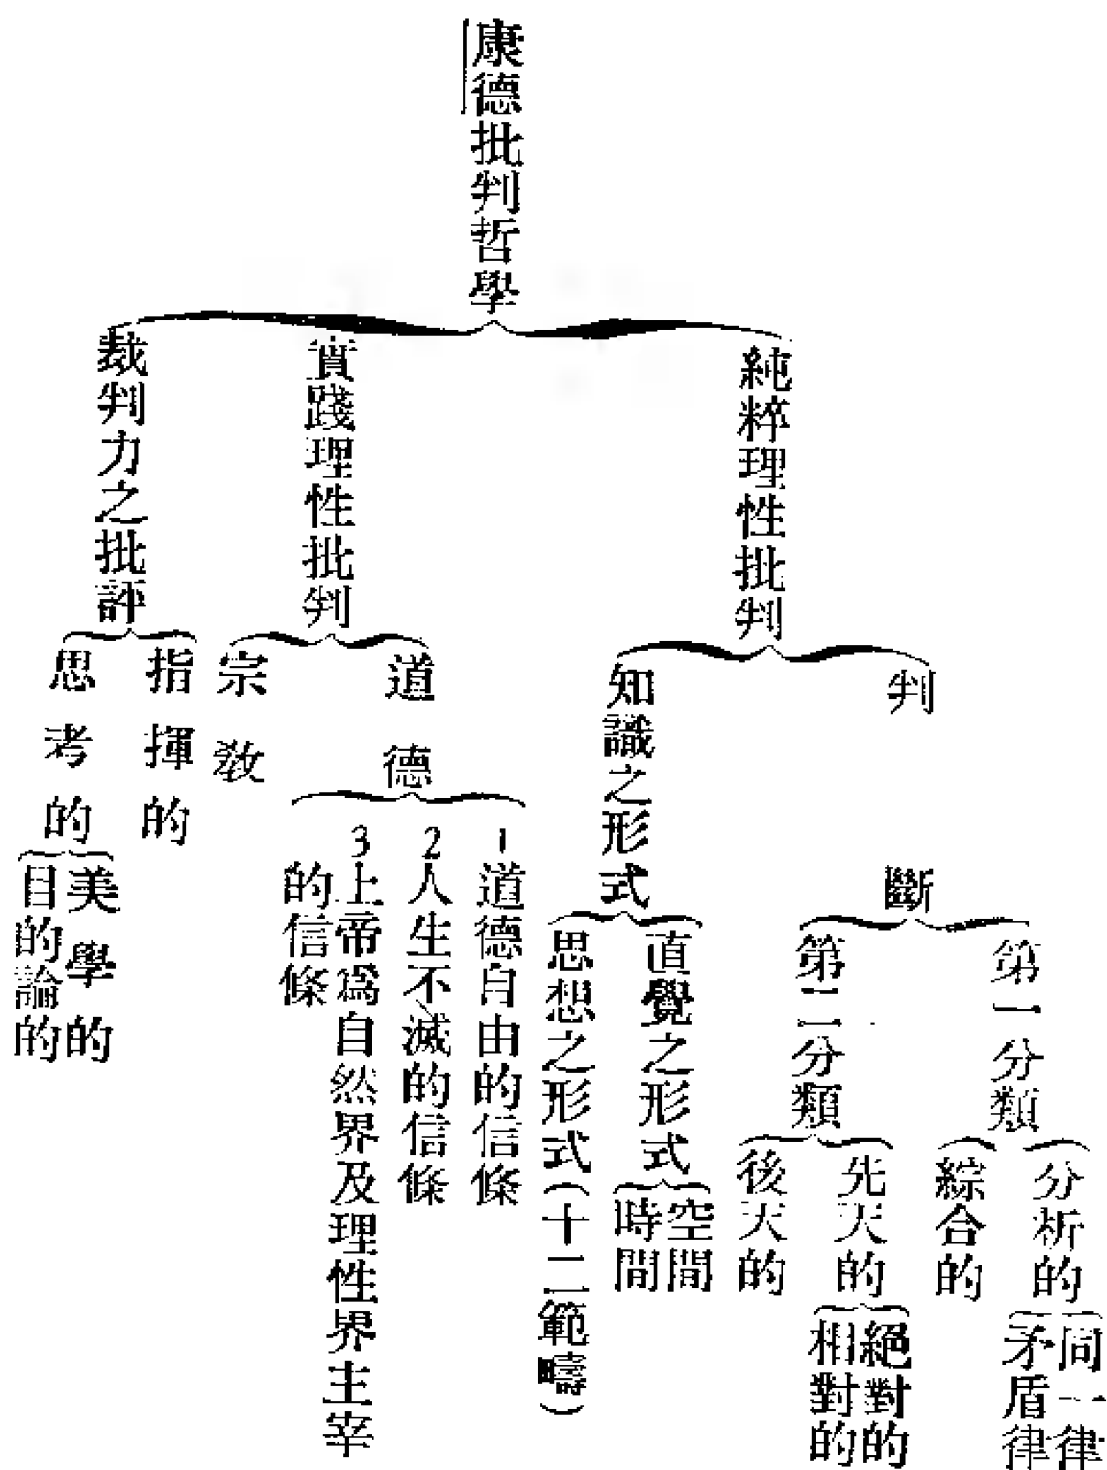 康德批判哲學
純粹理性批判
判斷
第一分類
分析的
同一律
矛盾律
綜合的
第二分類
先天的
絕對的
相對的
後天的
知識之形式
直覺之形式
空間
時間
思想之形式(十二範疇)
實踐理性批判
道德
1道德自由的信條
2人生不滅的信條
3上帝爲自然界及理性界主宰
的信條
宗敎
裁判力之批評
指揮的
思考的
美學的
目的論的